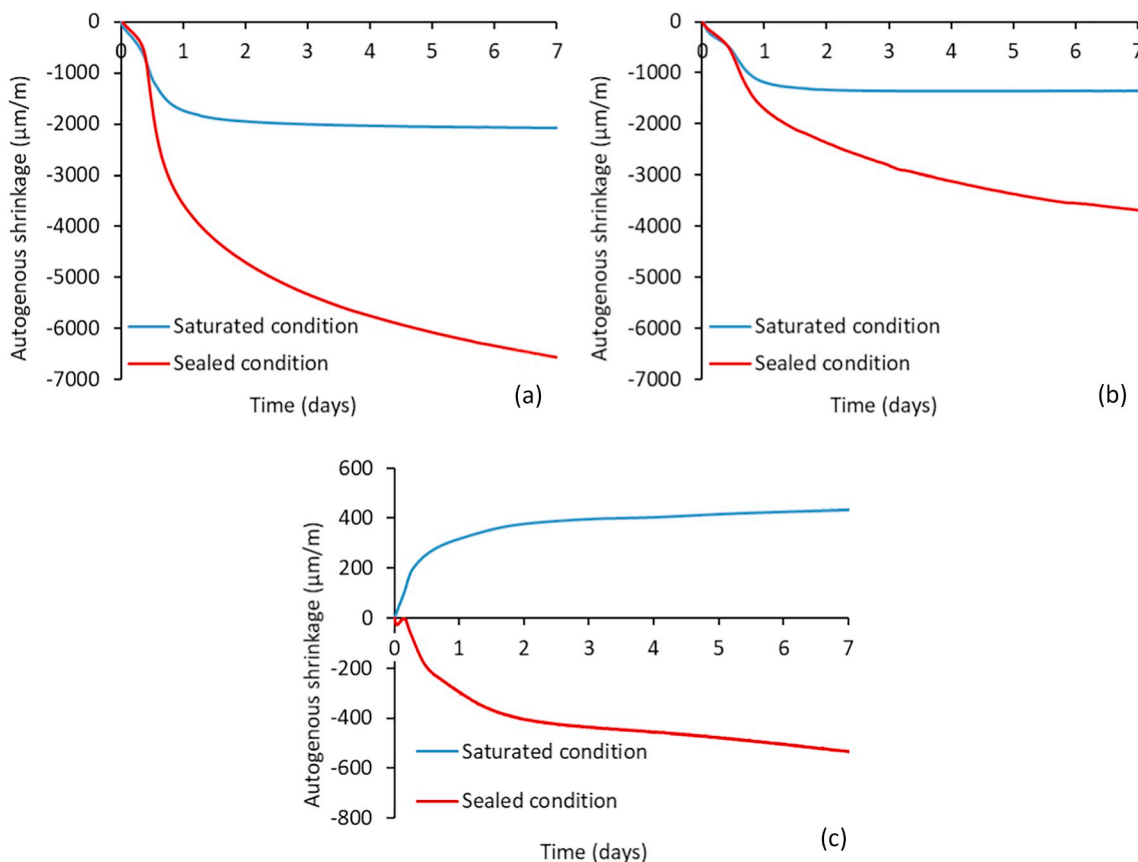 Autogenous shrinkage (μm/m)
0
-1000
-2000
-3000
-4000
-5000
-6000
-7000
0 1 2 3 4 5 6 7
Saturated condition
Sealed condition
Time (days)
(a)
Autogenous shrinkage (μm/m)
0
-1000
-2000
-3000
-4000
-5000
-6000
-7000
0 1 2 3 4 5 6 7
Saturated condition
Sealed condition
Time (days)
(b)
Autogenous shrinkage (μm/m)
600
400
200
0
-200
-400
-600
-800
0 1 2 3 4 5 6 7
Saturated condition
Sealed condition
Time (days)
(c)